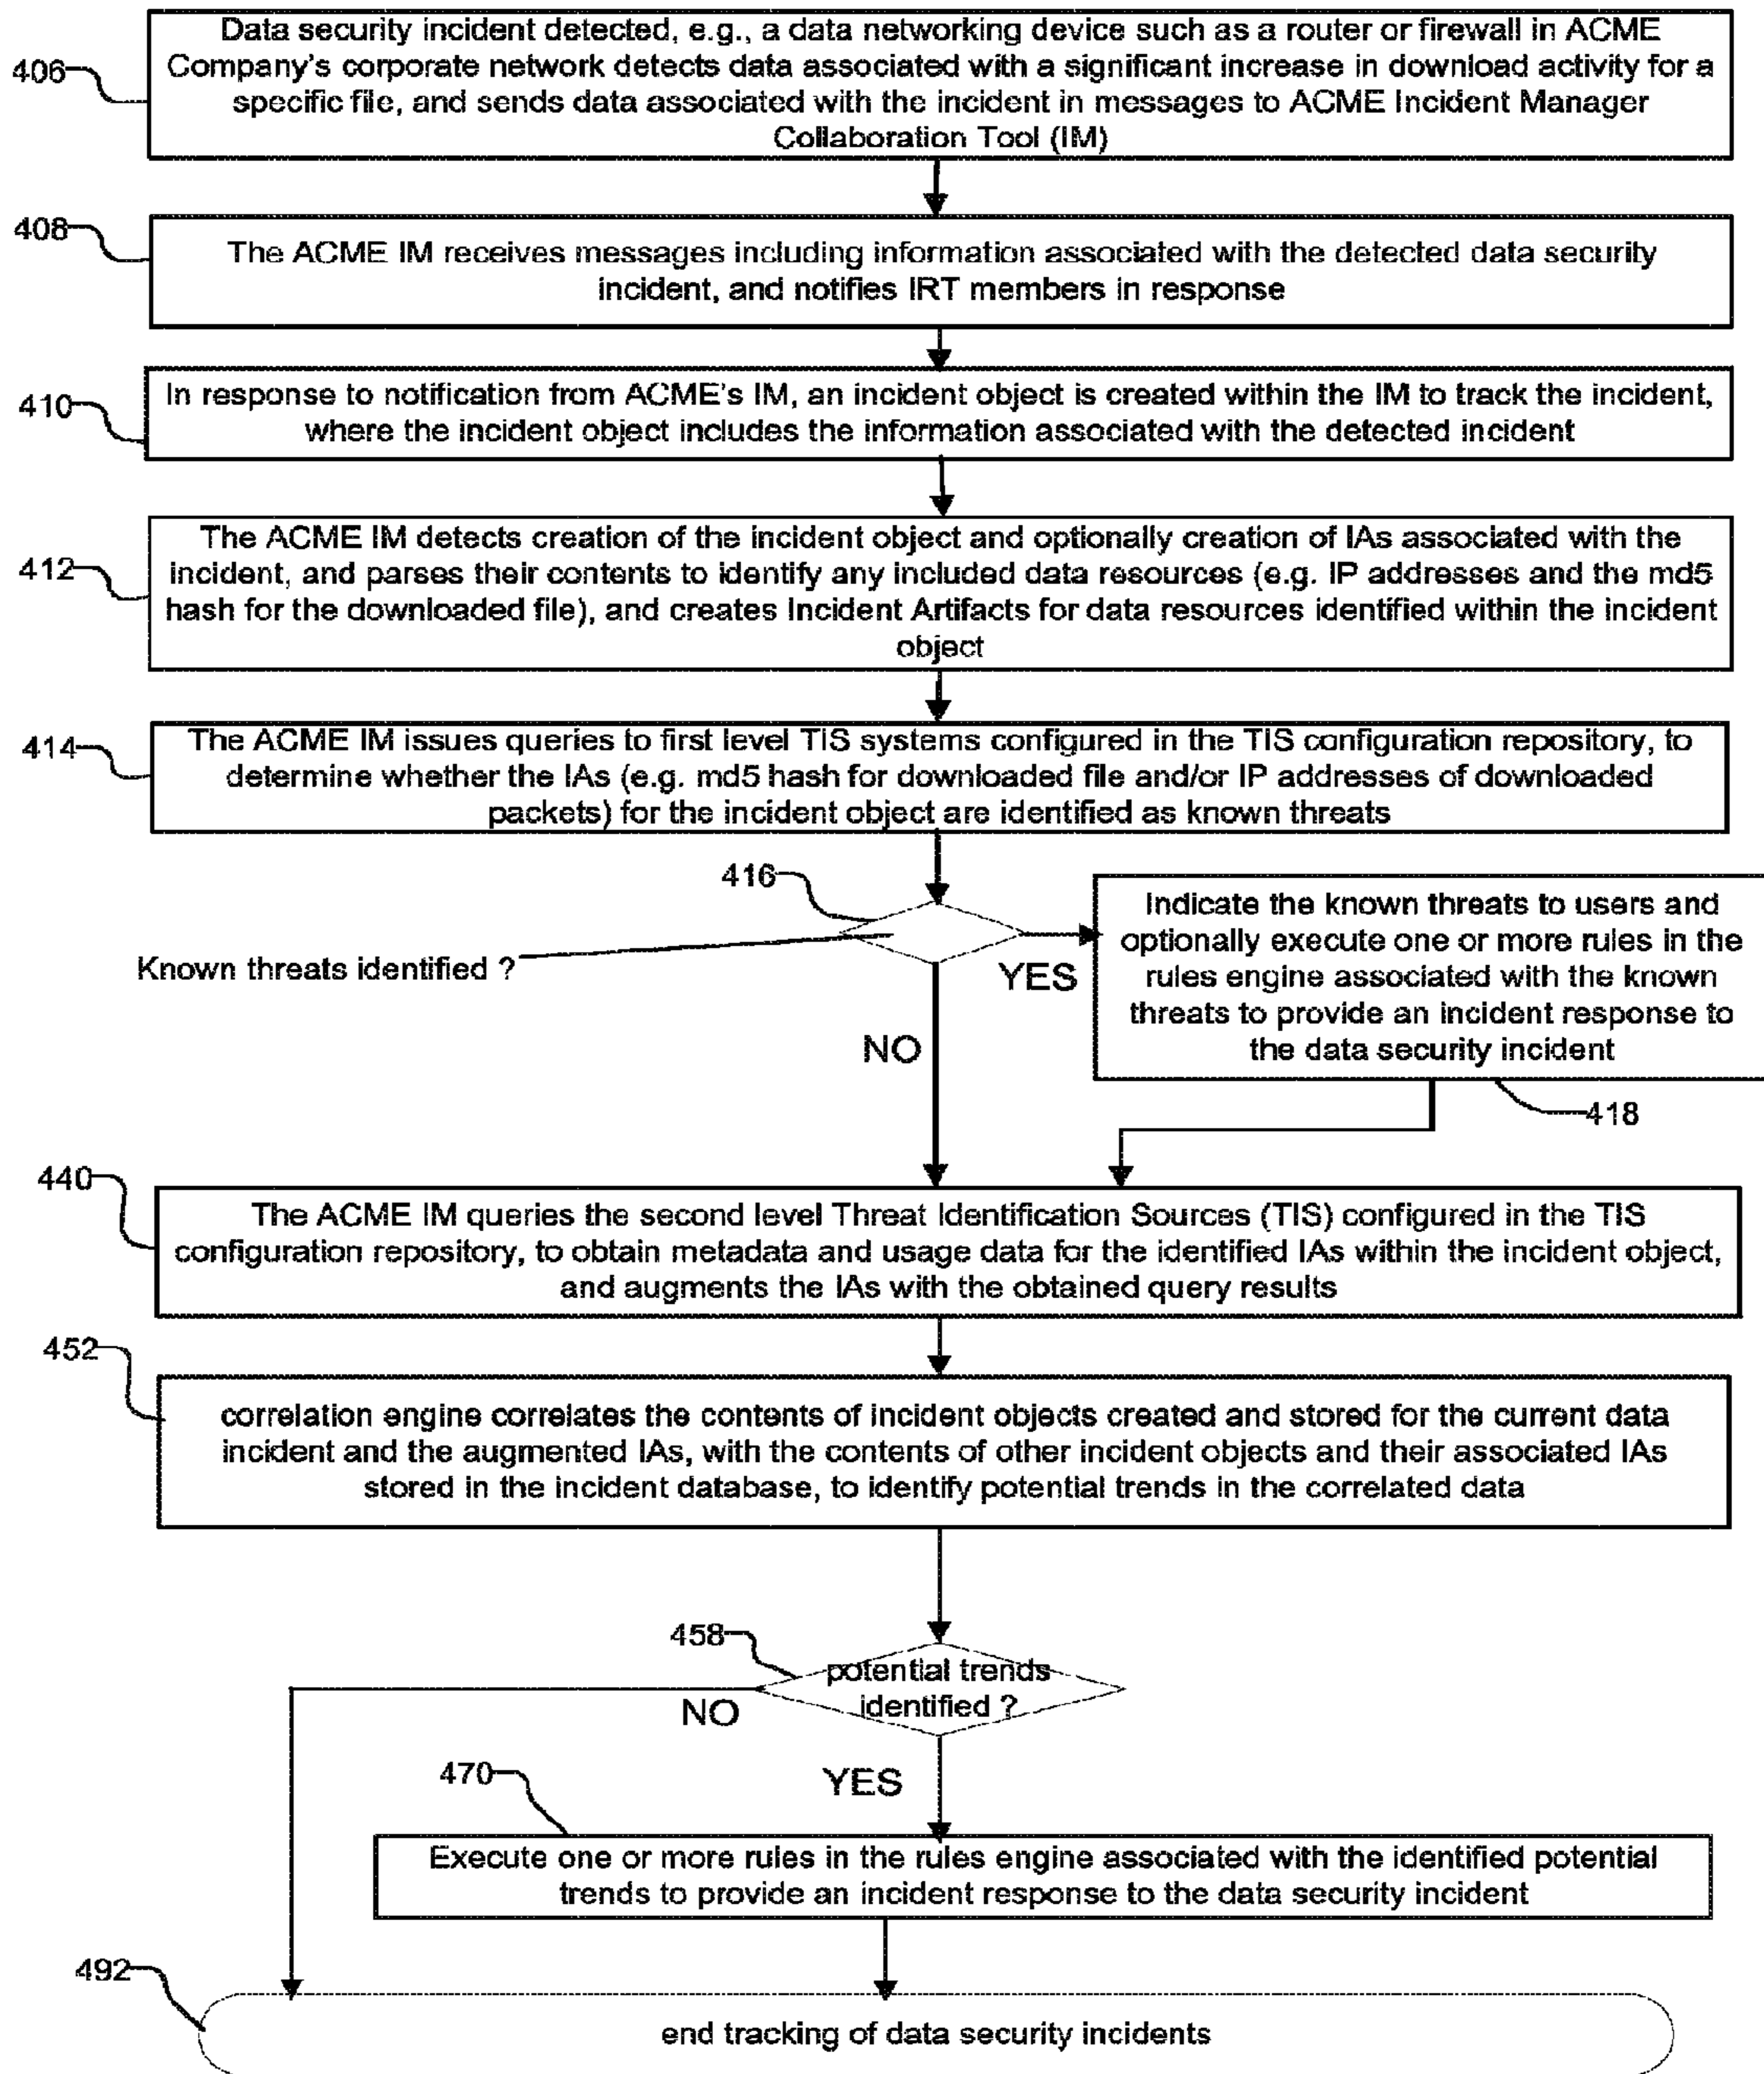 Data security incident detected, e.g., a data networking device such as a router or firewall in ACME
406
Company's corporate network detects data associated with a significant increase in download activity for a
specific file, and sends data associated with the incident in messages to ACME Incident Manager
Collaboration Tool (IM)
408
The ACME IM receives messages including information associated with the detected data security
incident, and notifies IRT members in response
410
In response to notification from ACME's IM, an incident object is created within the IM to track the incident,
where the incident object includes the information associated with the detected incident
412
The ACME IM detects creation of the incident object and optionally creation of IAs associated with the
incident, and parses their contents to identify any included data resources (e.g. IP addresses and the md5
hash for the downloaded file), and creates Incident Artifacts for data resources identified within the incident
object
414
The ACME IM issues queries to first level TIS systems configured in the TIS configuration repository, to
determine whether the IAs (e.g. md5 hash for downloaded file and/or IP addresses of downloaded
packets) for the incident object are identified as known threats
416
Known threats identified ?
YES
NO
Indicate the known threats to users and
optionally execute one or more rules in the
rules engine associated with the known
threats to provide an incident response to
the data security incident
418
440
The ACME IM queries the second level Threat Identification Sources (TIS) configured in the TIS
configuration repository, to obtain metadata and usage data for the identified IAs within the incident object,
and augments the IAs with the obtained query results
452
correlation engine correlates the contents of incident objects created and stored for the current data
incident and the augmented IAs, with the contents of other incident objects and their associated IAs
stored in the incident database, to identify potential trends in the correlated data
458
potential trends
identified ?
NO
YES
470
Execute one or more rules in the rules engine associated with the identified potential
trends to provide an incident response to the data security incident
492
end tracking of data security incidents